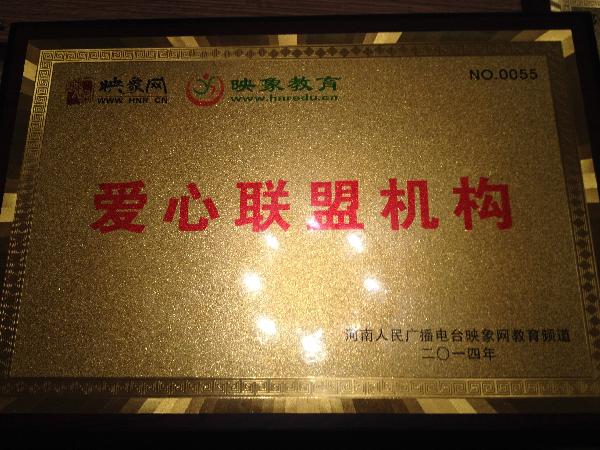 映象网 映象教育 NO.0055
WWW.HNR.CN www.hnredu.cn
爱心联盟机构
河南人民广播电台映象网教育频道
二〇一四年